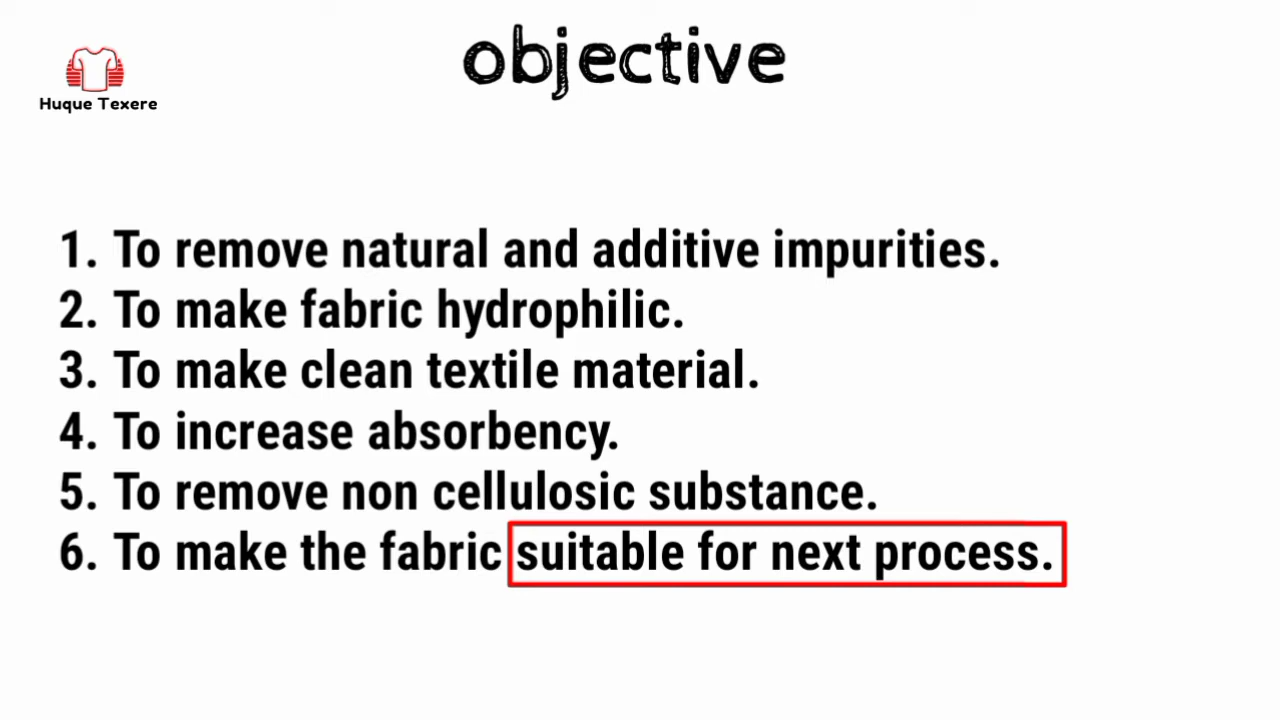 objective
Huque Texere
1. To remove natural and additive impurities.
2. To make fabric hydrophilic.
3. To make clean textile material.
4. To increase absorbency.
5. To remove non cellulosic substance.
6. To make the fabric suitable for next process.